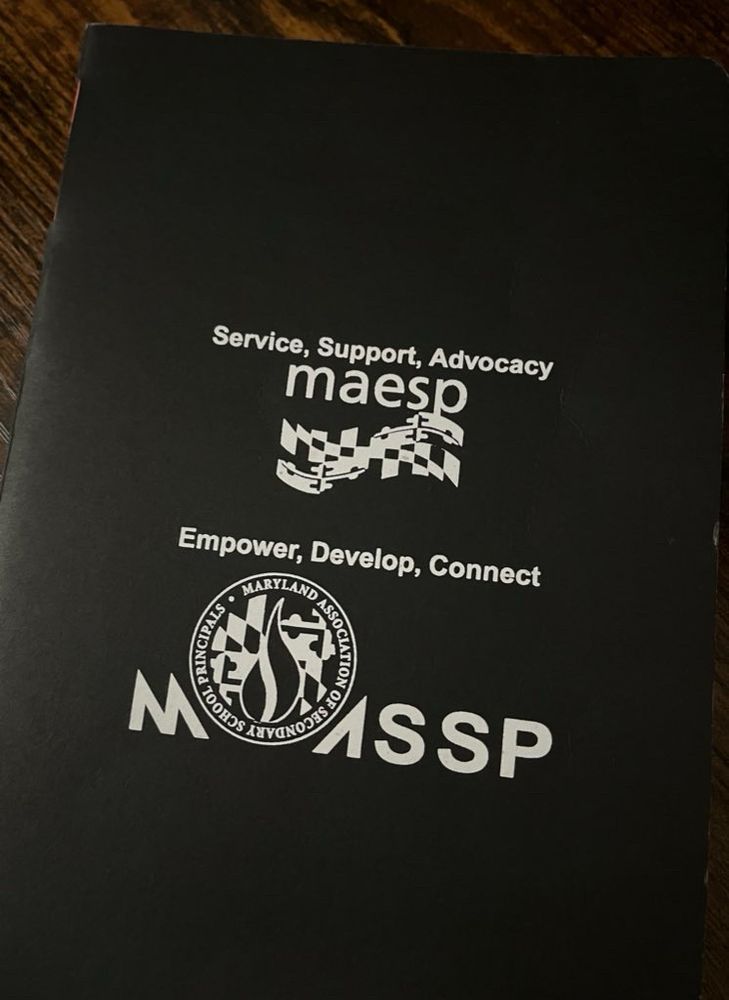 Service, Support, Advocacy
maesp
Empower, Develop, Connect
MARYLAND ASSOCIATION OF SECONDARY SCHOOL PRINCIPALS •
MASSP